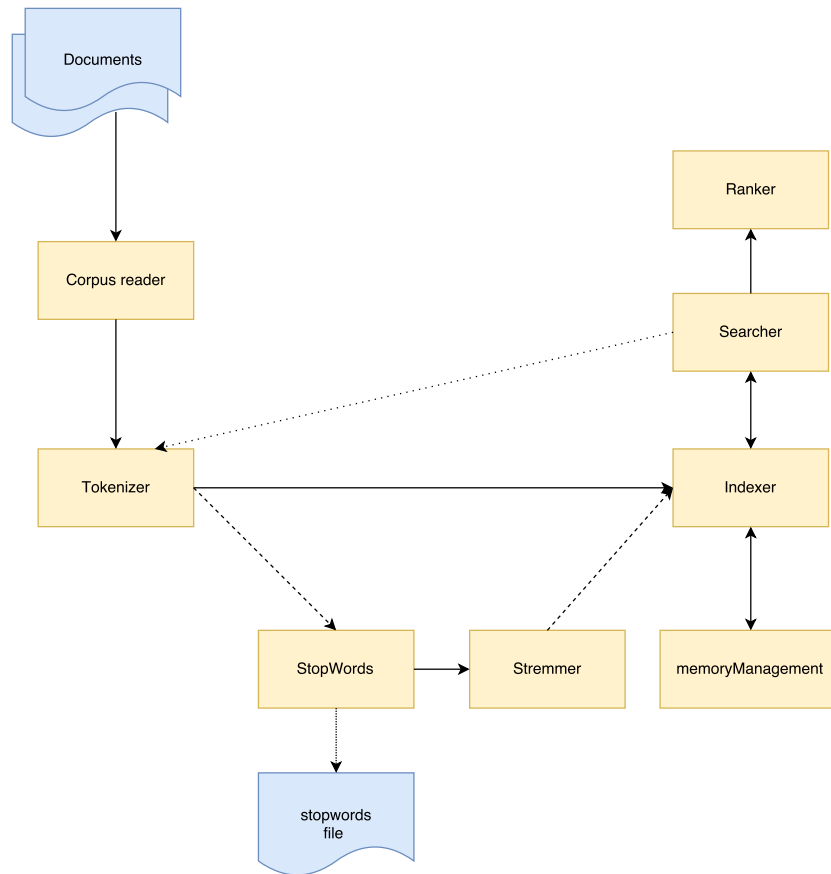 Documents
Ranker
Corpus reader
Searcher
Tokenizer
Indexer
StopWords
Stremmer
memoryManagement
stopwords
file